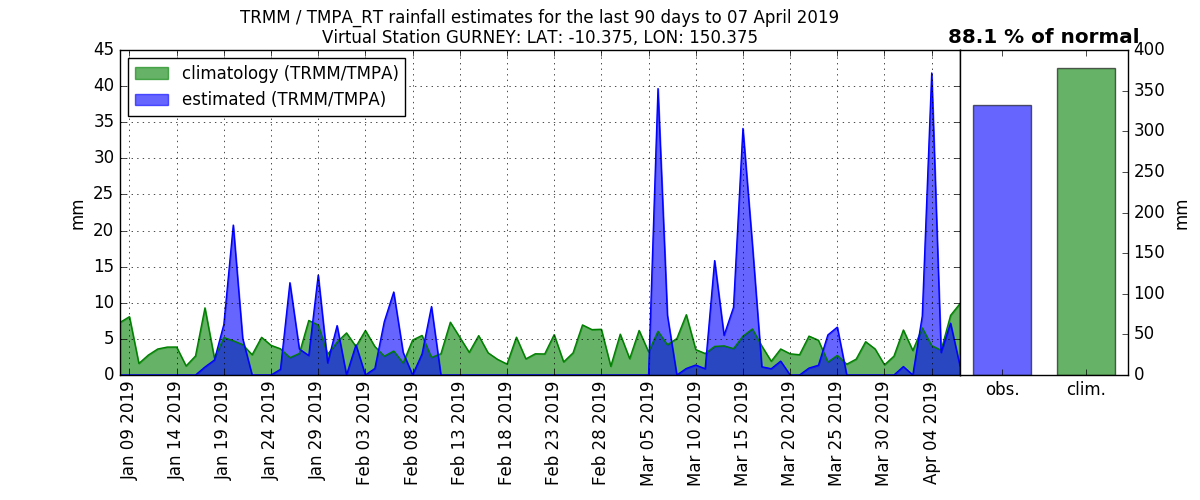 TRMM / TMPA_RT rainfall estimates for the last 90 days to 07 April 2019
Virtual Station GURNEY: LAT: -10.375, LON: 150.375
88.1 % of normal
climatology (TRMM/TMPA)
estimated (TRMM/TMPA)
45
40
35
30
25
20
15
10
5
0
mm
Jan 09 2019
Jan 14 2019
Jan 19 2019
Jan 24 2019
Jan 29 2019
Feb 03 2019
Feb 08 2019
Feb 13 2019
Feb 18 2019
Feb 23 2019
Feb 28 2019
Mar 05 2019
Mar 10 2019
Mar 15 2019
Mar 20 2019
Mar 25 2019
Mar 30 2019
Apr 04 2019
obs.
clim.
400
350
300
250
200
150
100
50
0
mm